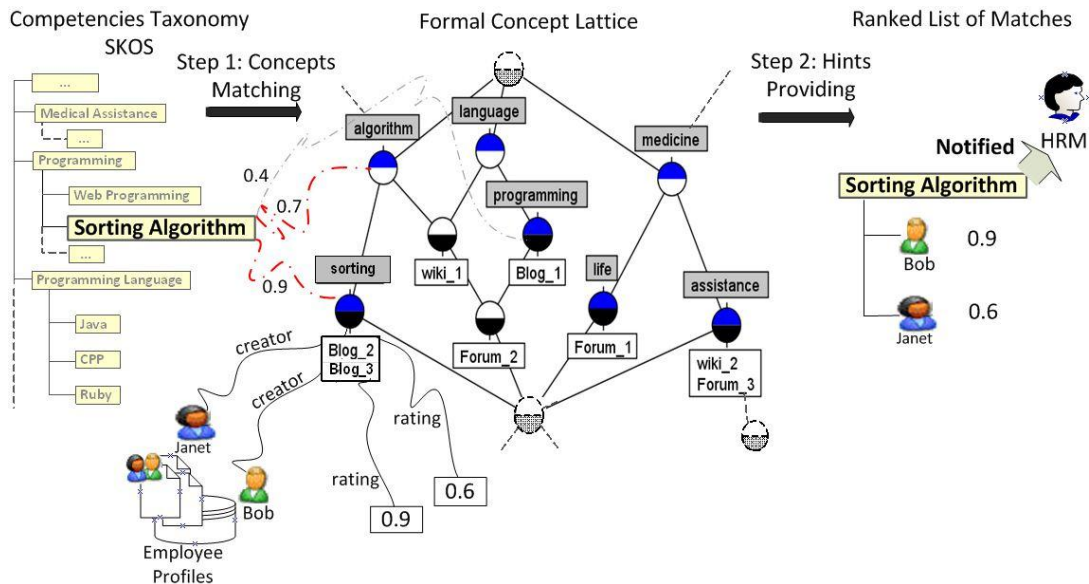 Competencies Taxonomy
SKOS
Formal Concept Lattice
Ranked List of Matches
Step 1: Concepts
Matching
Step 2: Hints
Providing
...
Medical Assistance
...
Programming
Web Programming
Sorting Algorithm
...
Programming Language
Java
CPP
Ruby
0.4
0.7
0.9
algorithm
language
medicine
programming
sorting
wiki_1
Blog_1
life
assistance
Blog_2
Blog_3
Forum_2
Forum_1
wiki_2
Forum_3
creator
creator
rating
rating
Janet
Bob
0.6
0.9
Employee
Profiles
HRM
Notified
Sorting Algorithm
Bob
0.9
Janet
0.6